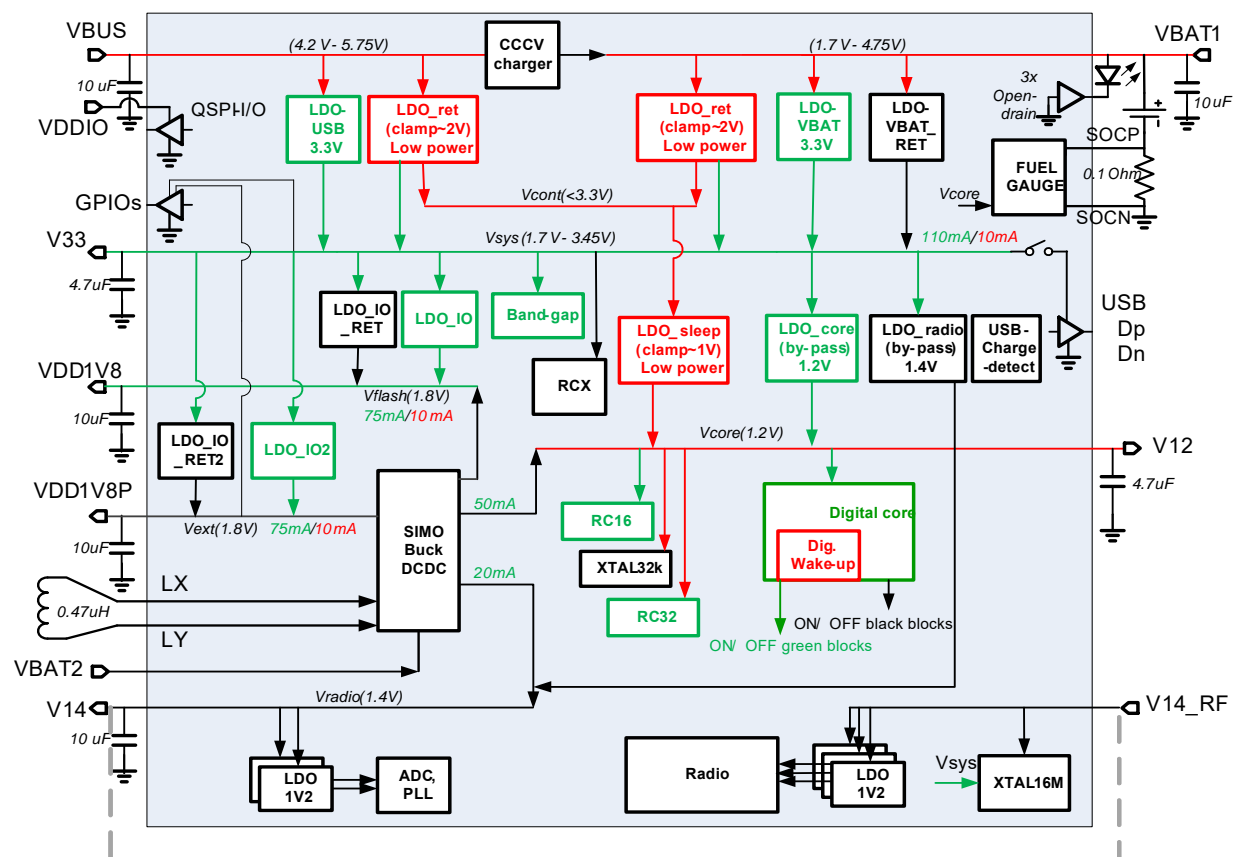 VBUS
(4.2 V - 5.75V)
CCCV
charger
(1.7 V - 4.75V)
VBAT1
10 uF
VDDIO
QSPI-I/O
LDO-
USB
3.3V
LDO_ret
(clamp~2V)
Low power
LDO_ret
(clamp~2V)
Low power
LDO-
VBAT
3.3V
LDO-
VBAT_
RET
3x
Open-
drain
10uF
SOCP
FUEL
GAUGE
0.1 Ohm
SOCN
Vcore
GPIOs
Vcont(<3.3V)
V33
Vsys (1.7 V - 3.45V)
110mA/10mA
4.7uF
LDO_IO
_RET
LDO_IO
Band-gap
RCX
LDO_sleep
(clamp~1V)
Low power
LDO_core
(by-pass)
1.2V
LDO_radio
(by-pass)
1.4V
USB-
Charge
-detect
USB
Dp
Dn
VDD1V8
Vflash(1.8V)
75mA/10 mA
10uF
LDO_IO
_RET2
LDO_IO2
Vcore(1.2V)
V12
4.7uF
VDD1V8P
Vext(1.8V)
75mA/10mA
10uF
SIMO
Buck
DCDC
50mA
20mA
RC16
XTAL32k
RC32
Digital core
Dig.
Wake-up
ON/ OFF black blocks
ON/ OFF green blocks
LX
0.47uH
LY
VBAT2
V14
Vradio(1.4V)
V14_RF
10 uF
LDO
1V2
ADC,
PLL
Radio
LDO
1V2
Vsys
XTAL16M